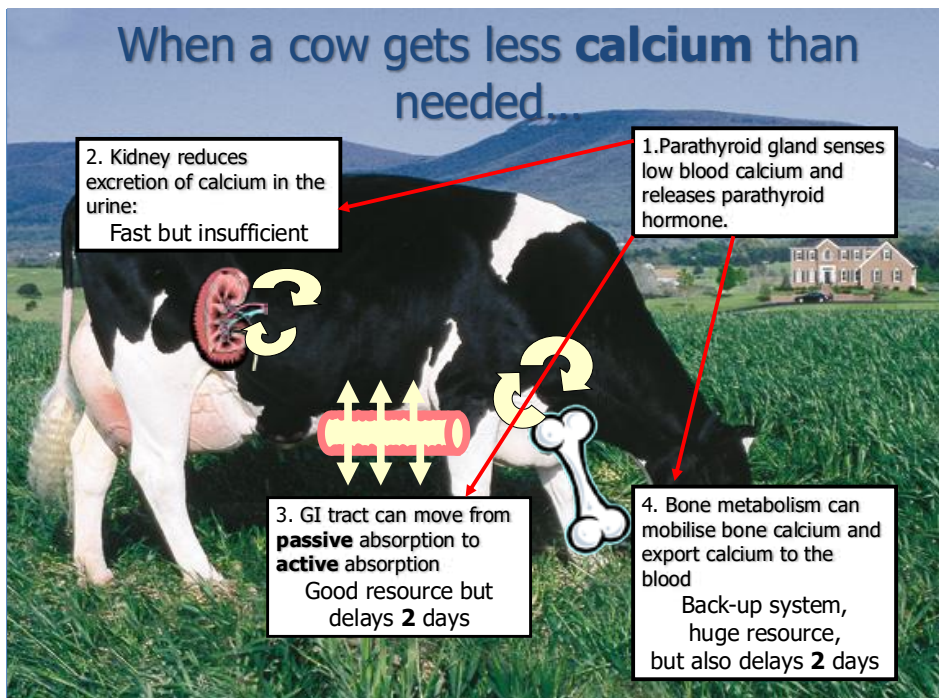 When a cow gets less calcium than
needed...
1.Parathyroid gland senses
low blood calcium and
releases parathyroid
hormone.
2. Kidney reduces
excretion of calcium in the
urine:
Fast but insufficient
3. GI tract can move from
passive absorption to
active absorption
Good resource but
delays 2 days
4. Bone metabolism can
mobilise bone calcium and
export calcium to the
blood
Back-up system,
huge resource,
but also delays 2 days